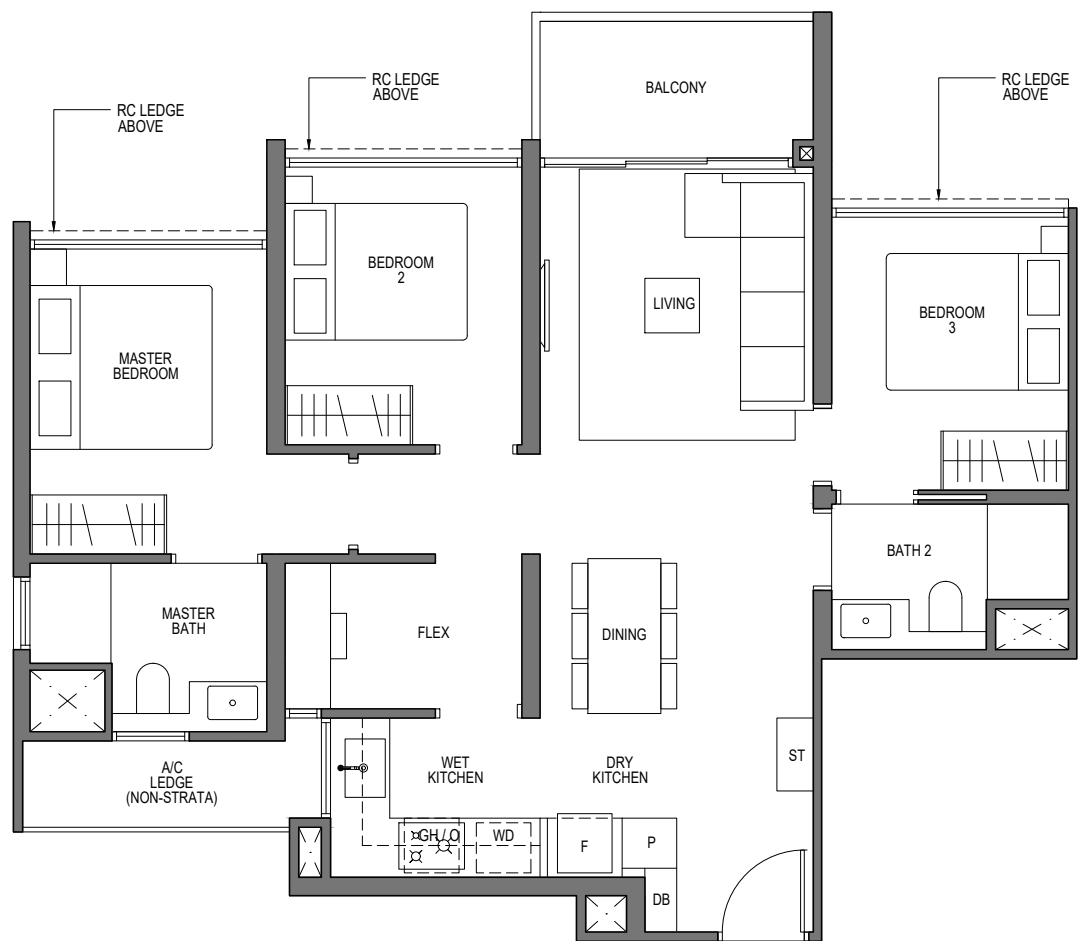 RC LEDGE
ABOVE
RC LEDGE
ABOVE
BALCONY
RC LEDGE
ABOVE
MASTER
BEDROOM
BEDROOM
2
LIVING
BEDROOM
3
MASTER
BATH
FLEX
DINING
BATH 2
A/C
LEDGE
(NON-STRATA)
WET
KITCHEN
DRY
KITCHEN
ST
GH / O
WD
F
P
DB